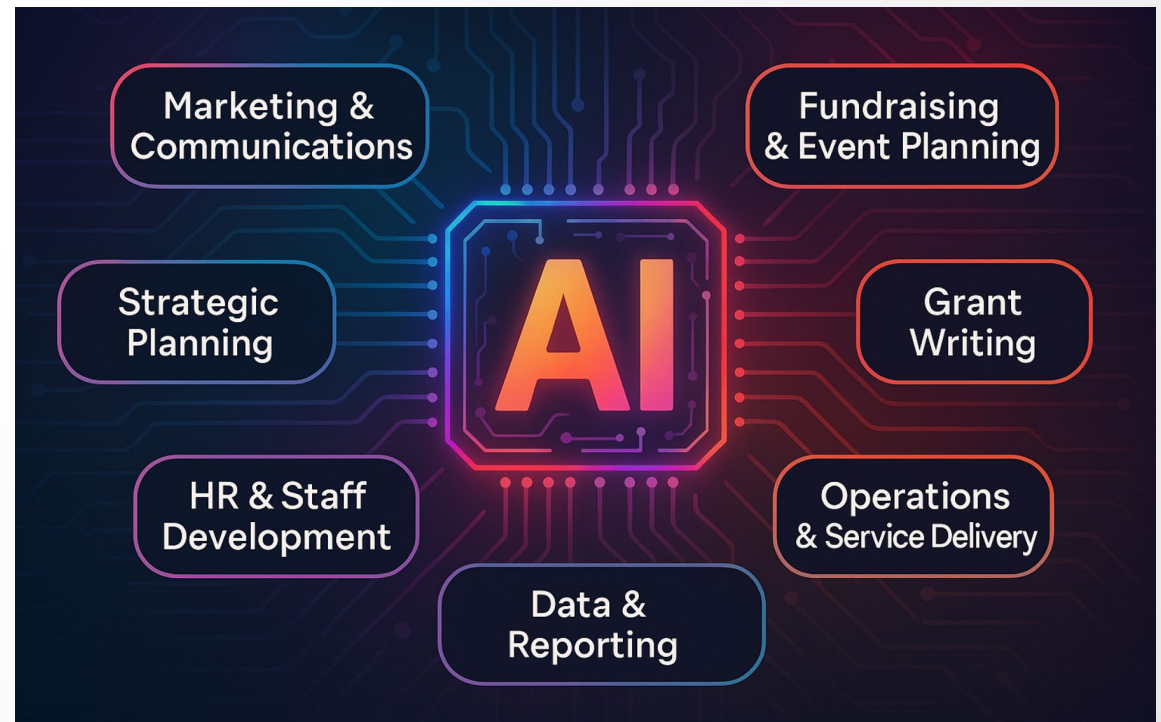 Marketing &
Communications
Fundraising
& Event Planning
Strategic
Planning
AI
Grant
Writing
HR & Staff
Development
Operations
& Service Delivery
Data &
Reporting